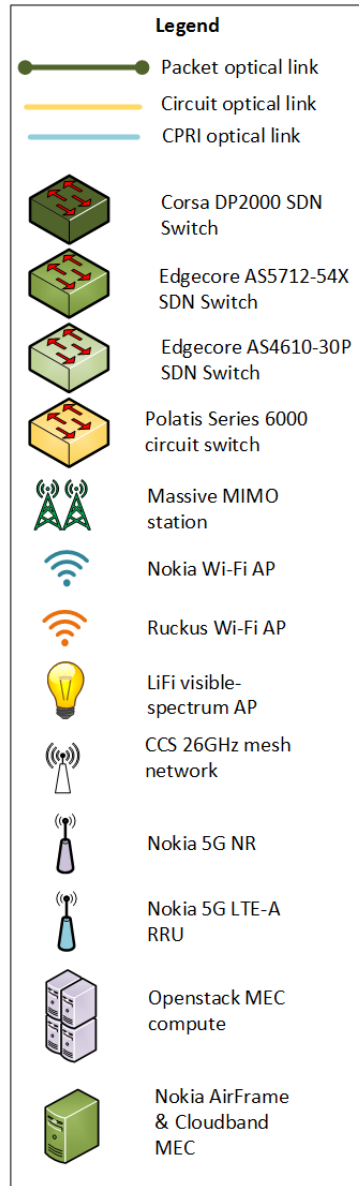 Legend
Packet optical link
Circuit optical link
CPRI optical link
Corsa DP2000 SDN
Switch
Edgecore AS5712-54X
SDN Switch
Edgecore AS4610-30P
SDN Switch
Polatis Series 6000
circuit switch
Massive MIMO
station
Nokia Wi-Fi AP
Ruckus Wi-Fi AP
LiFi visible-
spectrum AP
CCS 26GHz mesh
network
Nokia 5G NR
Nokia 5G LTE-A
RRU
Openstack MEC
compute
Nokia AirFrame
& Cloudband
MEC